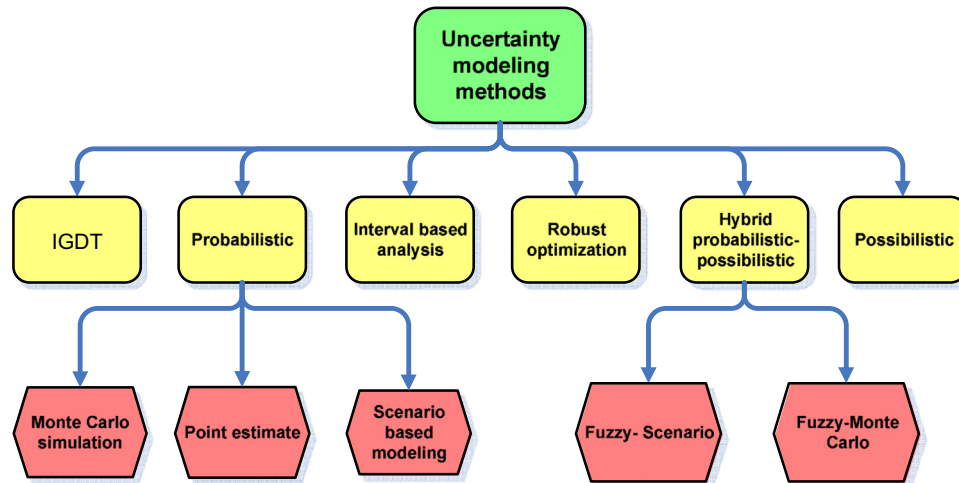 Uncertainty
modeling
methods
IGDT
Probabilistic
Interval based
analysis
Robust
optimization
Hybrid
probabilistic-
possibilistic
Possibilistic
Monte Carlo
simulation
Point estimate
Scenario
based
modeling
Fuzzy- Scenario
Fuzzy-Monte
Carlo